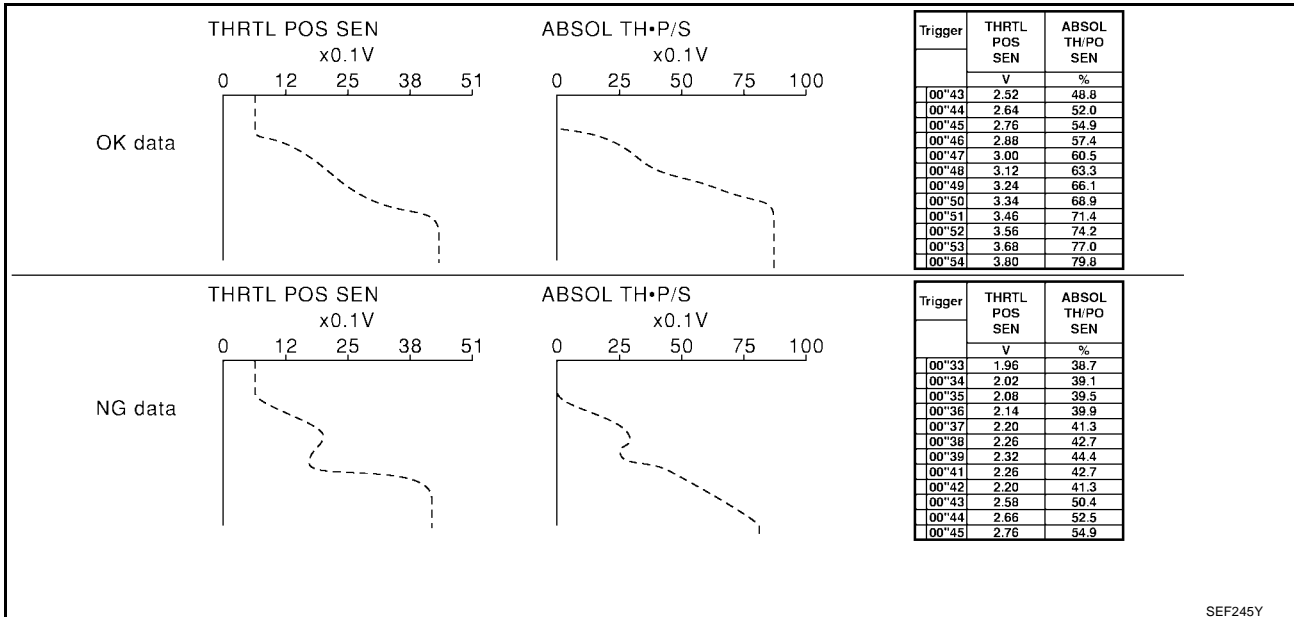 THRTL POS SEN
x0.1V
0 12 25 38 51
ABSOL TH•P/S
x0.1V
0 25 50 75 100
OK data
Trigger THRTL POS SEN ABSOL TH/PO SEN
V %
00"43 2.52 48.8
00"44 2.64 52.0
00"45 2.76 54.9
00"46 2.88 57.4
00"47 3.00 60.5
00"48 3.12 63.3
00"49 3.24 66.1
00"50 3.34 68.9
00"51 3.46 71.4
00"52 3.56 74.2
00"53 3.68 77.0
00"54 3.80 79.8
THRTL POS SEN
x0.1V
0 12 25 38 51
ABSOL TH•P/S
x0.1V
0 25 50 75 100
NG data
Trigger THRTL POS SEN ABSOL TH/PO SEN
V %
00"33 1.96 38.7
00"34 2.02 39.1
00"35 2.08 39.5
00"36 2.14 39.9
00"37 2.20 41.3
00"38 2.26 42.7
00"39 2.32 44.4
00"41 2.26 42.7
00"42 2.20 41.3
00"43 2.58 50.4
00"44 2.66 52.5
00"45 2.76 54.9
SEF245Y